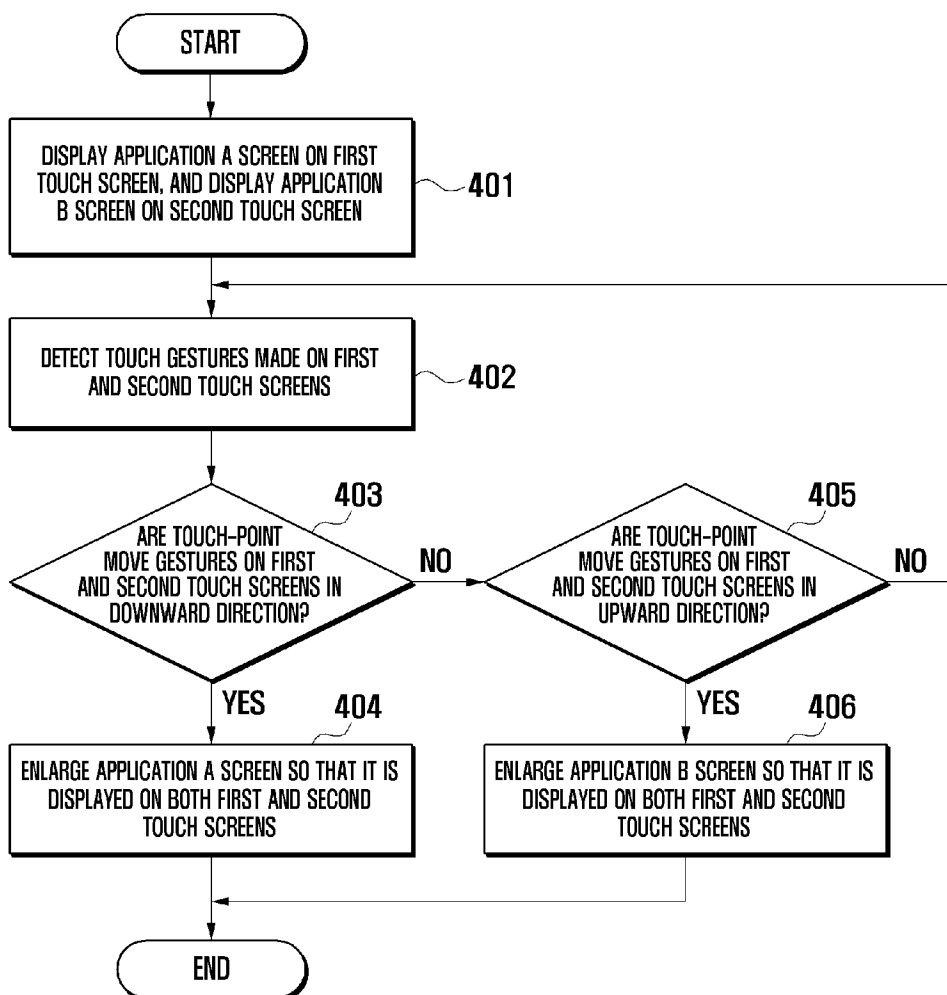 START
DISPLAY APPLICATION A SCREEN ON FIRST
TOUCH SCREEN, AND DISPLAY APPLICATION
B SCREEN ON SECOND TOUCH SCREEN
401
DETECT TOUCH GESTURES MADE ON FIRST
AND SECOND TOUCH SCREENS
402
403
ARE TOUCH-POINT
MOVE GESTURES ON FIRST
AND SECOND TOUCH SCREENS IN
DOWNWARD DIRECTION?
NO
YES
405
ARE TOUCH-POINT
MOVE GESTURES ON FIRST
AND SECOND TOUCH SCREENS IN
UPWARD DIRECTION?
NO
YES
404
ENLARGE APPLICATION A SCREEN SO THAT IT IS
DISPLAYED ON BOTH FIRST AND SECOND
TOUCH SCREENS
406
ENLARGE APPLICATION B SCREEN SO THAT IT IS
DISPLAYED ON BOTH FIRST AND SECOND
TOUCH SCREENS
END